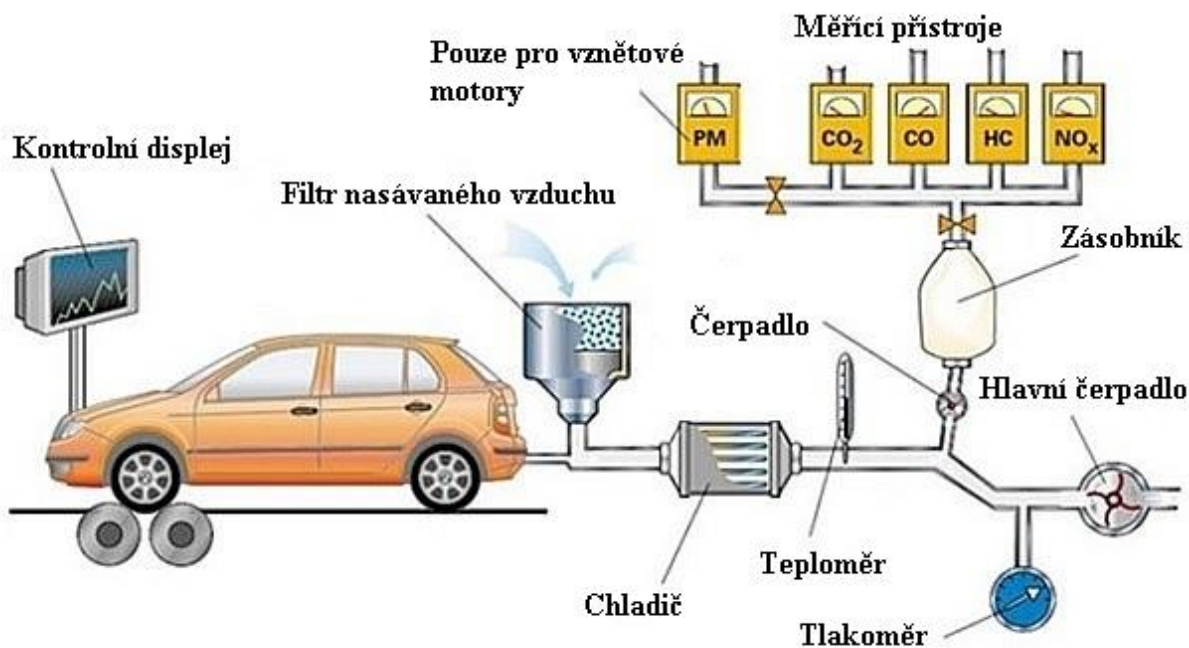 Měřící přístroje
Pouze pro vznětové
motory
PM
CO₂
CO
HC
NOₓ
Kontrolní displej
Filtr nasávaného vzduchu
Zásobník
Čerpadlo
Hlavní čerpadlo
Teploměr
Chladič
Tlakoměr